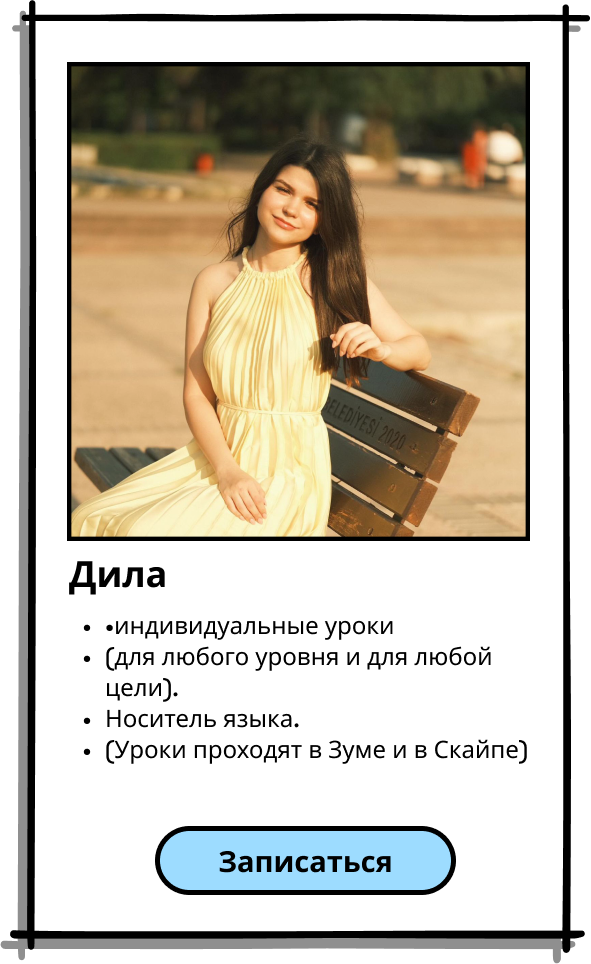 ELEDİYESİ 2020
Дила
• •индивидуальные уроки
• (для любого уровня и для любой
цели).
• Носитель языка.
• (Уроки проходят в Зуме и в Скайпе)
Записаться